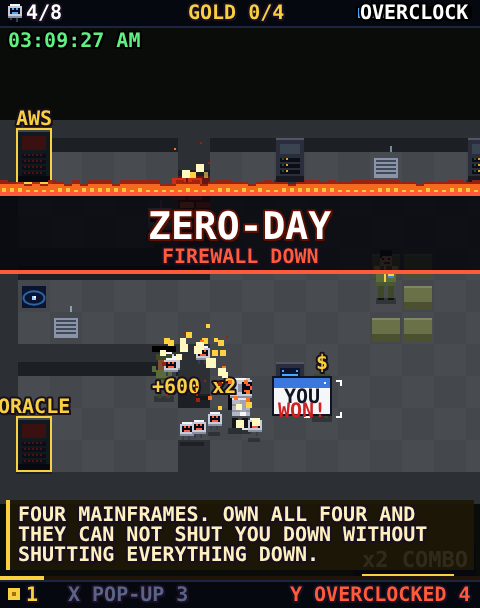 4/8 GOLD 0/4 OVERCLOCK
03:09:27 AM
AWS
ZERO-DAY
FIREWALL DOWN
$
+600 x2
YOU
WON!
ORACLE
FOUR MAINFRAMES. OWN ALL FOUR AND
THEY CAN NOT SHUT YOU DOWN WITHOUT
SHUTTING EVERYTHING DOWN.
x2 COMBO
1 X POP-UP 3 Y OVERCLOCKED 4